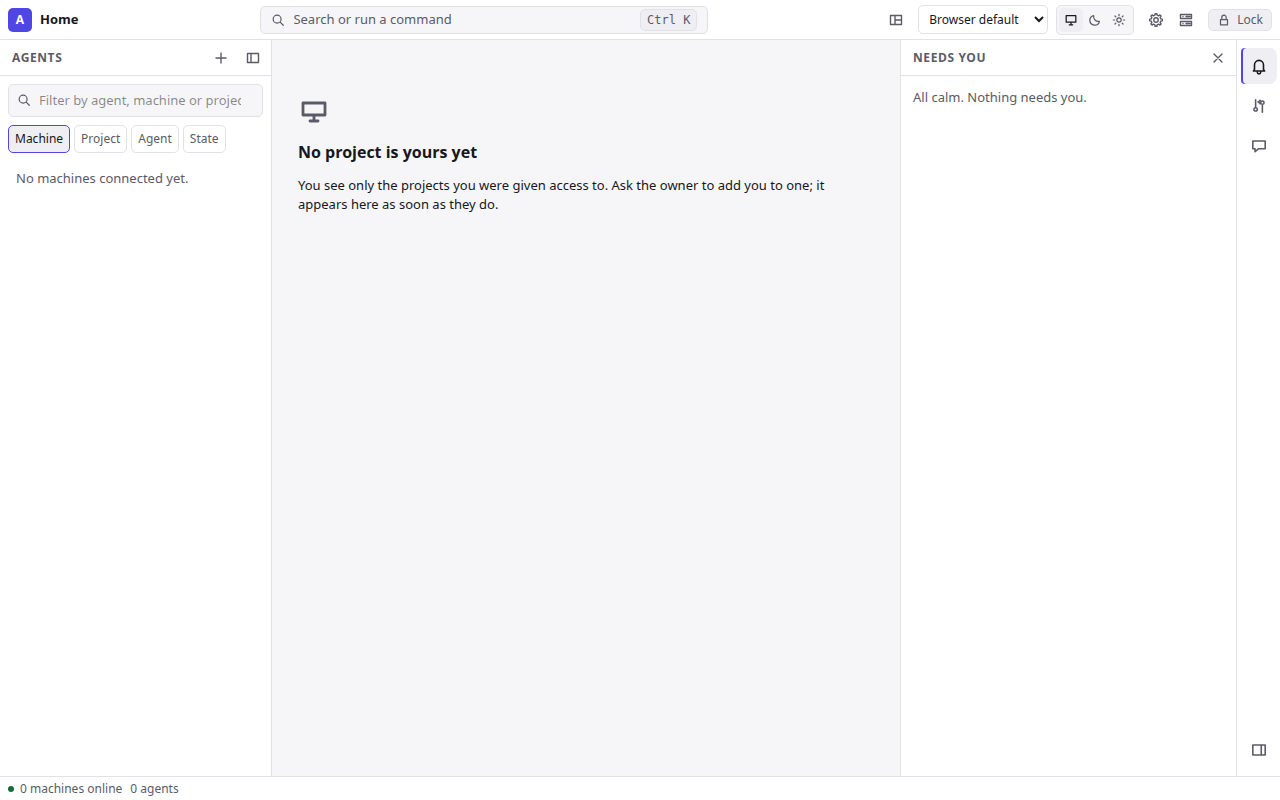 A Home
Search or run a command Ctrl K
Browser default
Lock
AGENTS
Filter by agent, machine or projec
Machine Project Agent State
No machines connected yet.
No project is yours yet
You see only the projects you were given access to. Ask the owner to add you to one; it
appears here as soon as they do.
NEEDS YOU
All calm. Nothing needs you.
0 machines online 0 agents